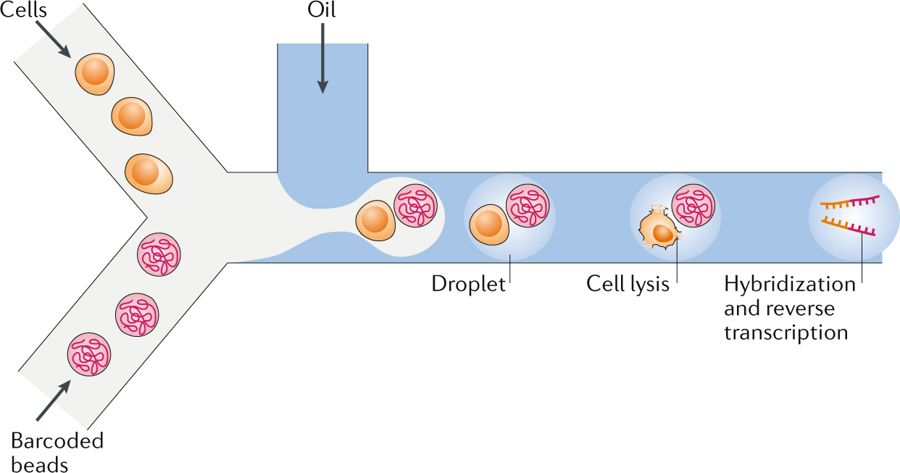 Cells
Oil
Droplet
Cell lysis
Hybridization
and reverse
transcription
Barcoded
beads